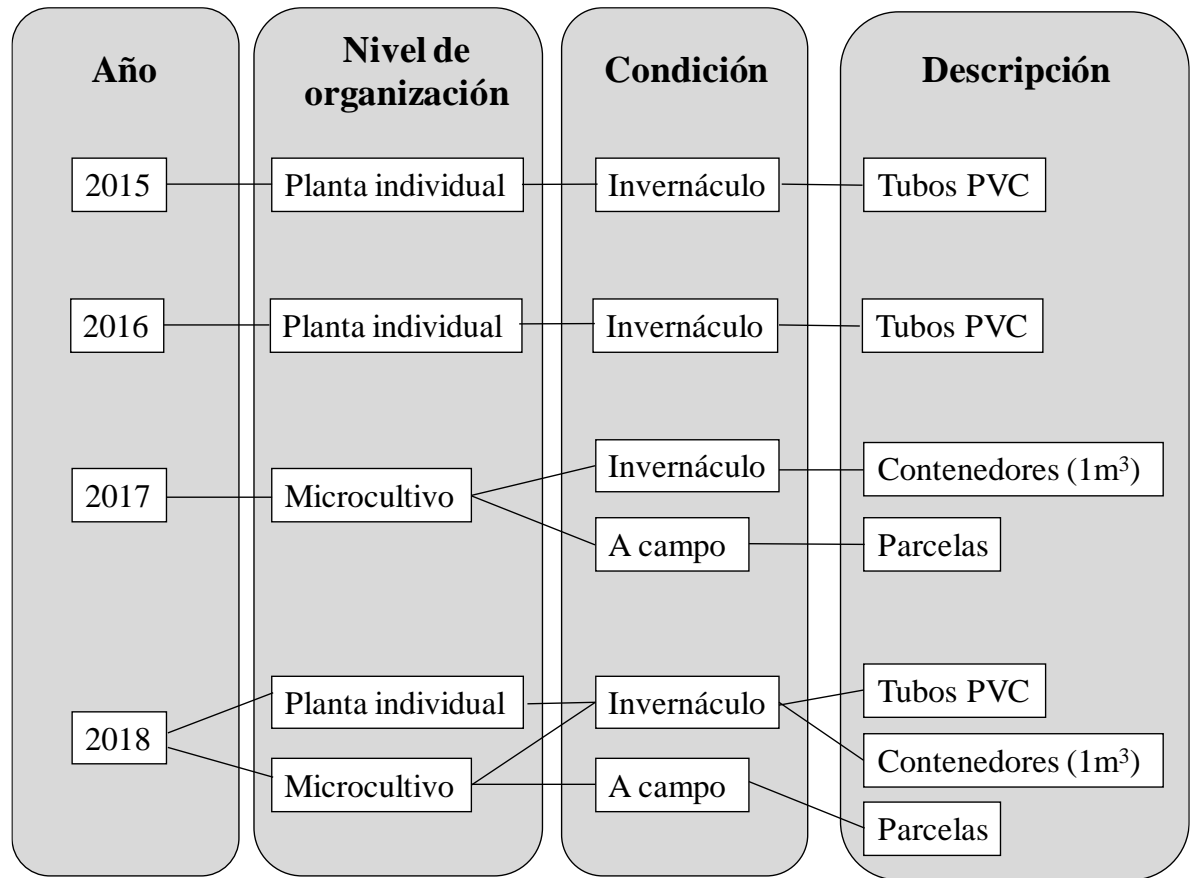 Año
Nivel de
organización
Condición
Descripción
2015
Planta individual
Invernáculo
Tubos PVC
2016
Planta individual
Invernáculo
Tubos PVC
2017
Microcultivo
Invernáculo
Contenedores (1m³)
A campo
Parcelas
2018
Planta individual
Invernáculo
Tubos PVC
Contenedores (1m³)
Microcultivo
A campo
Parcelas